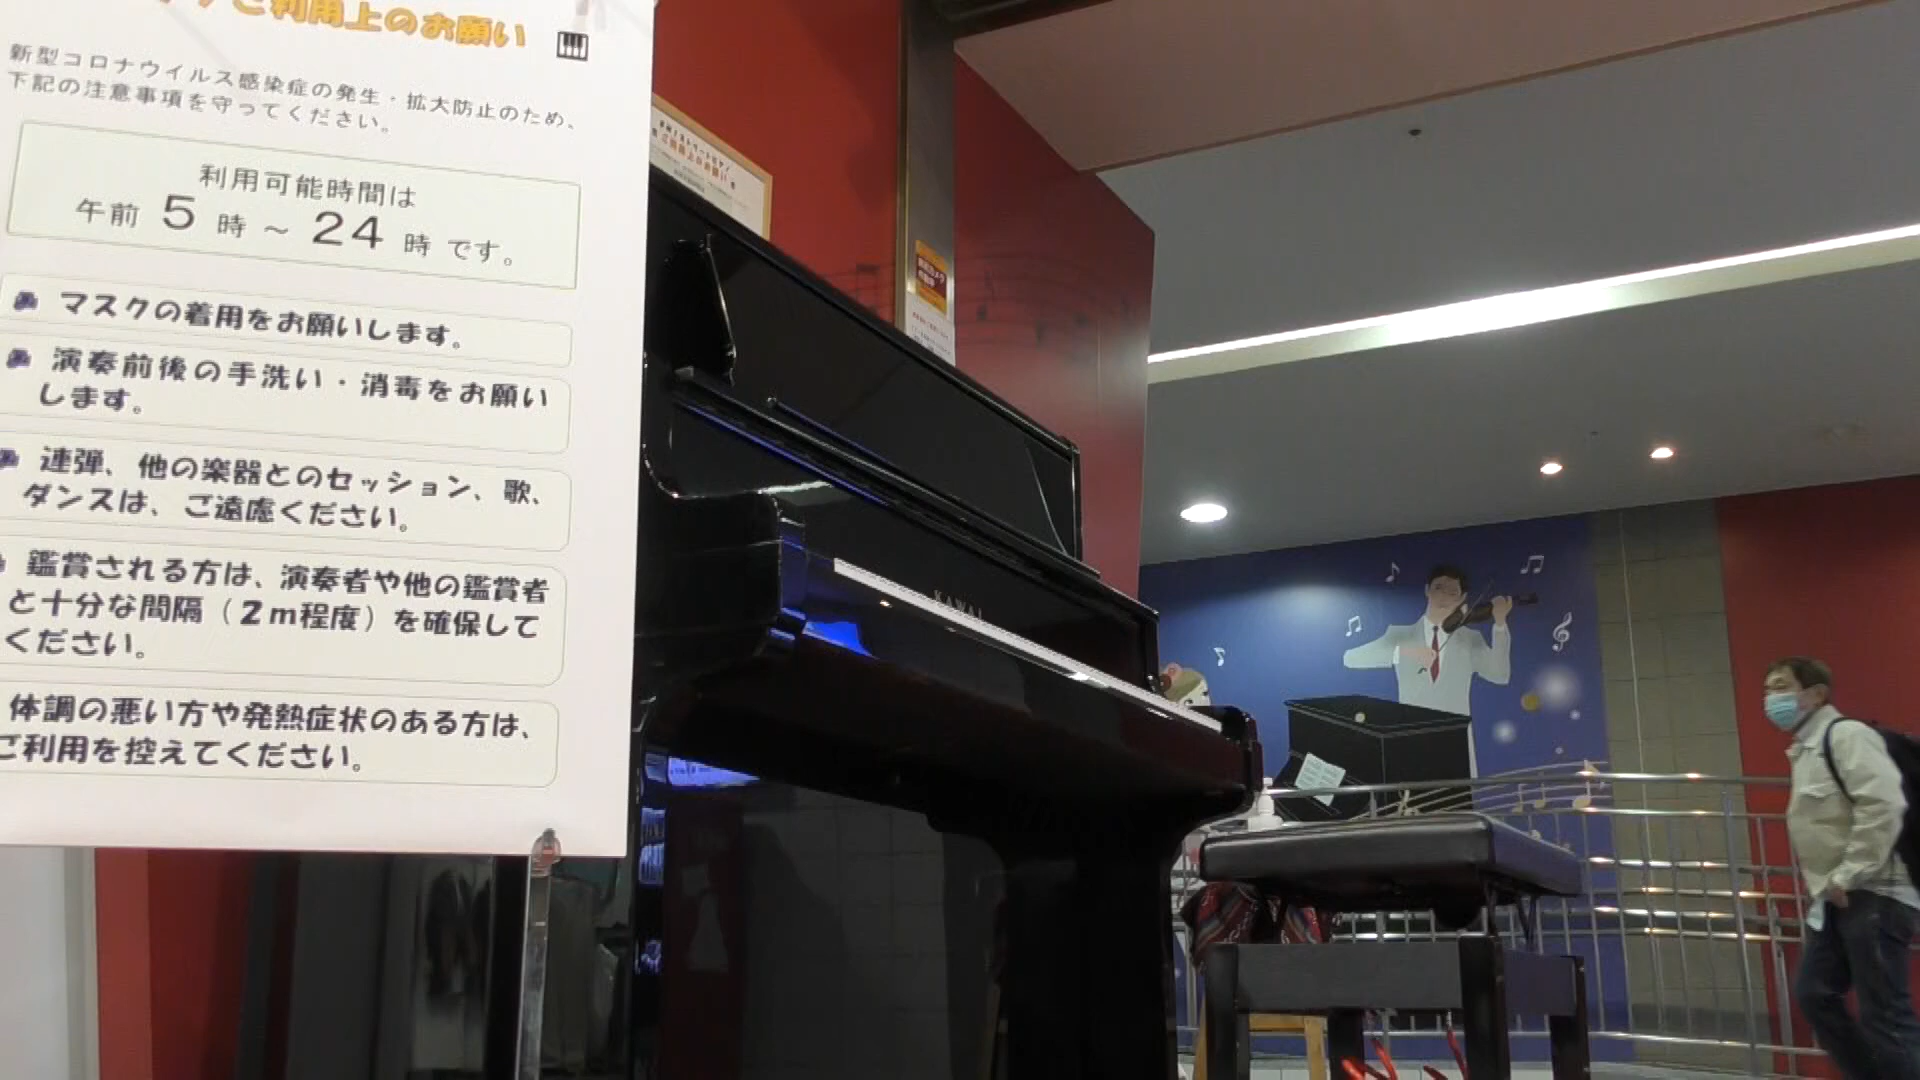 ご利用上のお願い
新型コロナウイルス感染症の発生・拡大防止のため、
下記の注意事項を守ってください。
利用可能時間は
午前 5 時 ～ 24 時 です。
マスクの着用をお願いします。
演奏前後の手洗い・消毒をお願い
します。
連弾、他の楽器とのセッション、歌、
ダンスは、ご遠慮ください。
鑑賞される方は、演奏者や他の鑑賞者
と十分な間隔（２ｍ程度）を確保して
ください。
体調の悪い方や発熱症状のある方は、
ご利用を控えてください。
ご利用上のお願い
KAWAI